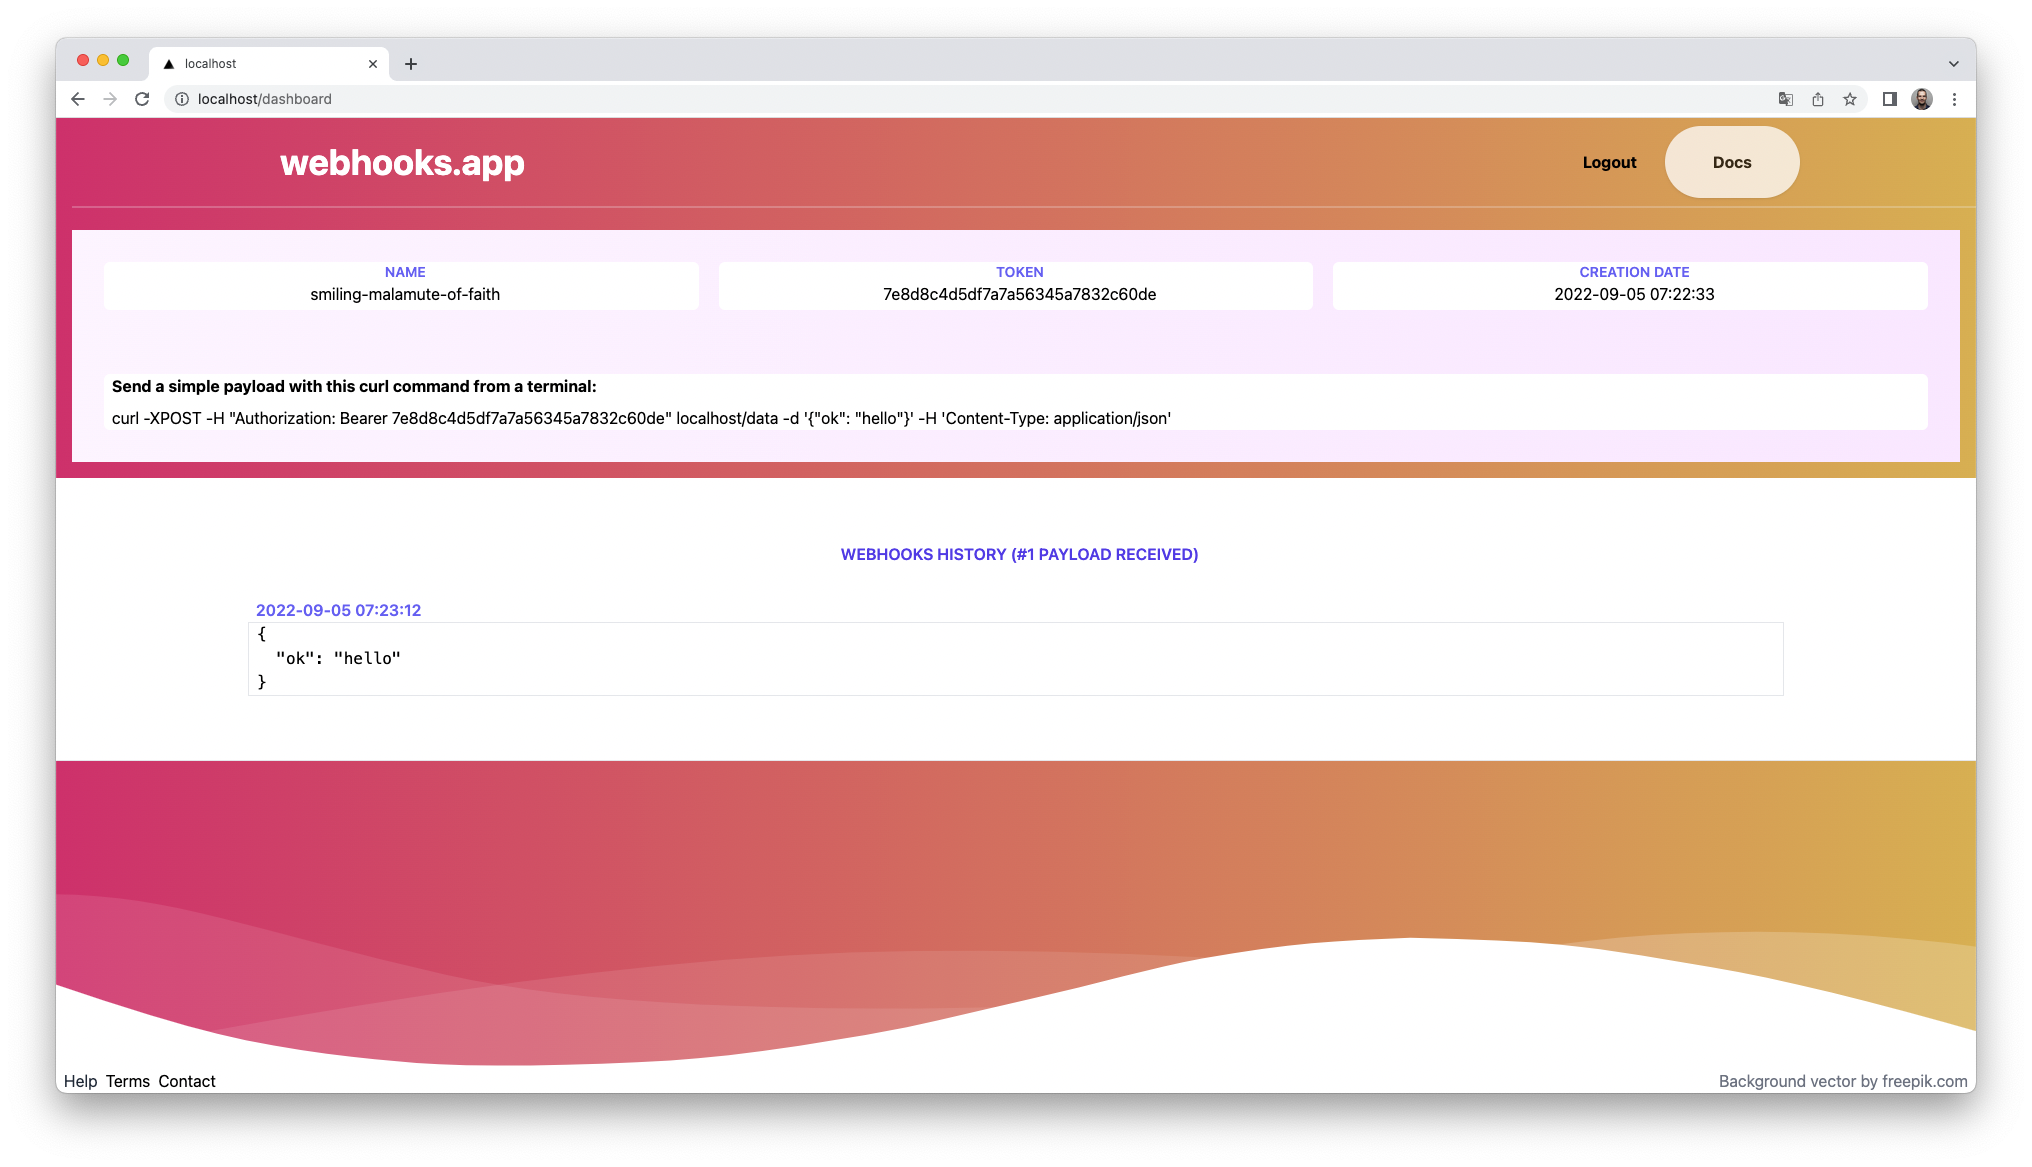 localhost
localhost/dashboard
webhooks.app
Logout
Docs
NAME
smiling-malamute-of-faith
TOKEN
7e8d8c4d5df7a7a56345a7832c60de
CREATION DATE
2022-09-05 07:22:33
Send a simple payload with this curl command from a terminal:
curl -XPOST -H "Authorization: Bearer 7e8d8c4d5df7a7a56345a7832c60de" localhost/data -d '{"ok": "hello"}' -H 'Content-Type: application/json'
WEBHOOKS HISTORY (#1 PAYLOAD RECEIVED)
2022-09-05 07:23:12
{
"ok": "hello"
}
Help Terms Contact
Background vector by freepik.com